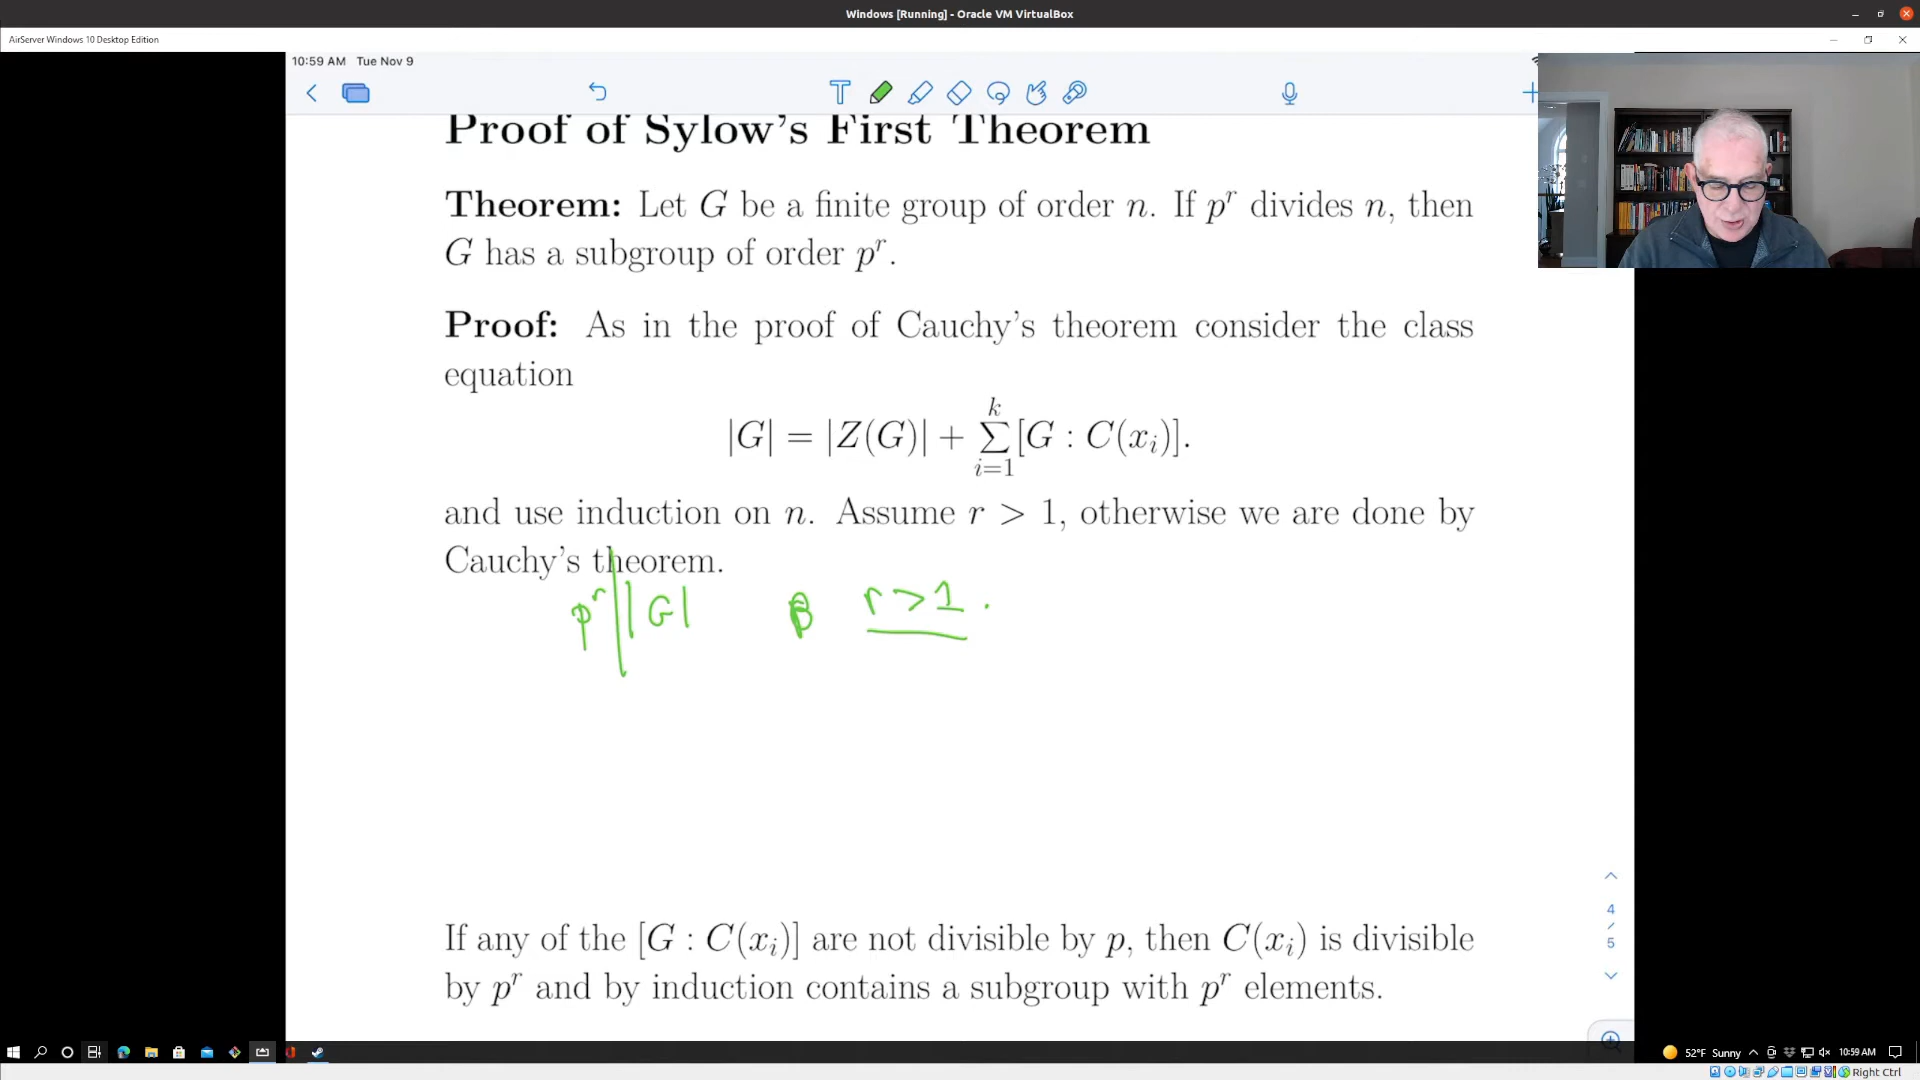 Windows [Running] - Oracle VM VirtualBox
AirServer Windows 10 Desktop Edition
10:59 AM Tue Nov 9
Proof of Sylow's First Theorem
Theorem: Let G be a finite group of order n. If p^r divides n, then
G has a subgroup of order p^r.
Proof: As in the proof of Cauchy's theorem consider the class
equation
|G| = |Z(G)| + ∑_{i=1}^{k} [G : C(x_i)].
and use induction on n. Assume r > 1, otherwise we are done by
Cauchy's theorem.
p^r | |G| r > 1 .
4
/
5
If any of the [G : C(x_i)] are not divisible by p, then C(x_i) is divisible
by p^r and by induction contains a subgroup with p^r elements.
52°F Sunny 10:59 AM
Right Ctrl